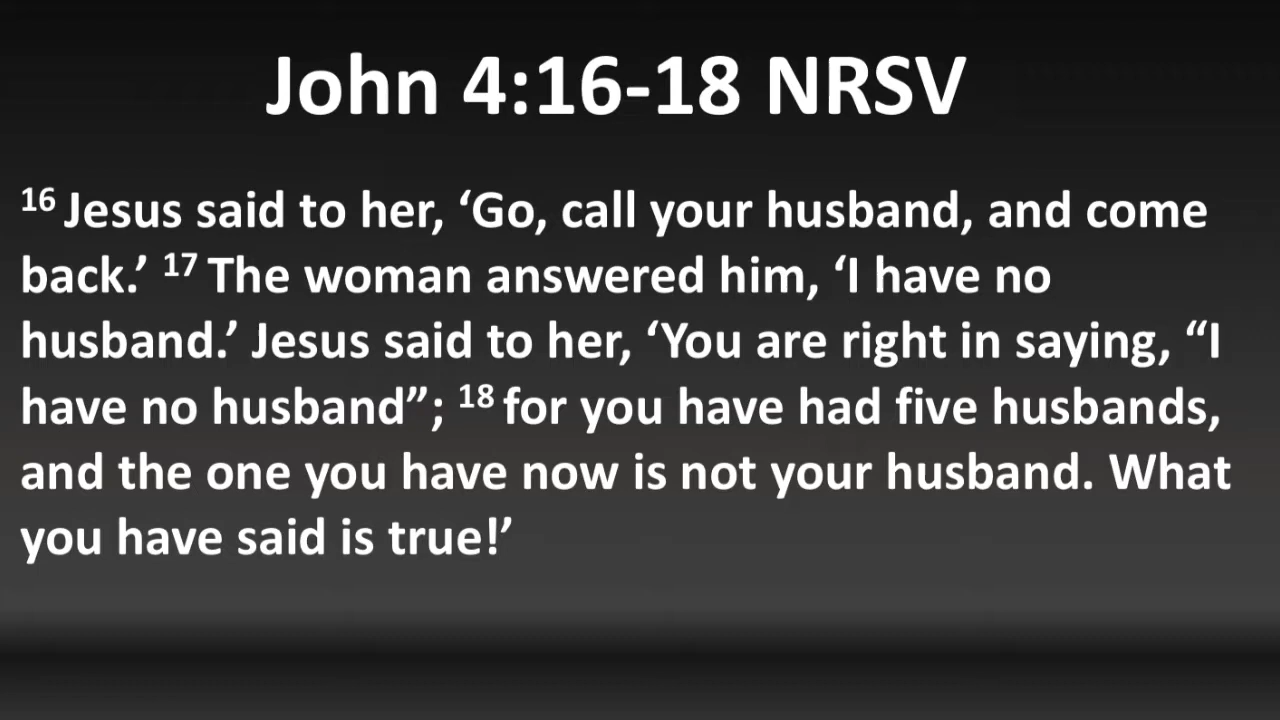 John 4:16-18 NRSV
16 Jesus said to her, ‘Go, call your husband, and come
back.’ 17 The woman answered him, ‘I have no
husband.’ Jesus said to her, ‘You are right in saying, “I
have no husband”; 18 for you have had five husbands,
and the one you have now is not your husband. What
you have said is true!’